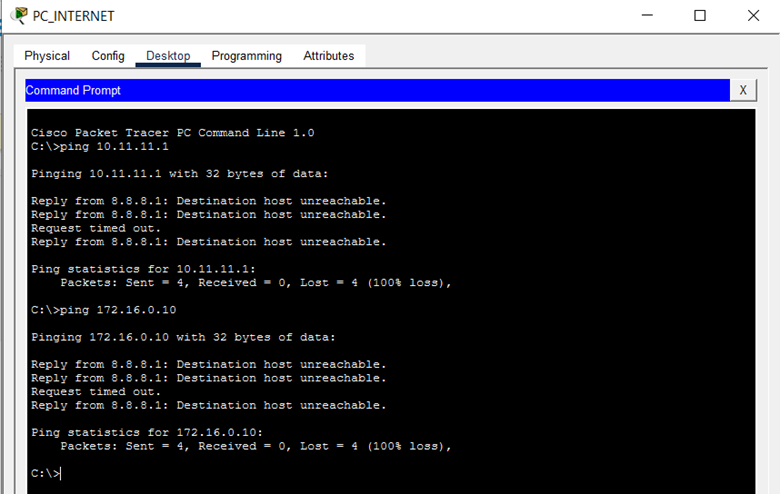 PC_INTERNET
Physical Config Desktop Programming Attributes
Command Prompt X
Cisco Packet Tracer PC Command Line 1.0
C:\>ping 10.11.11.1
Pinging 10.11.11.1 with 32 bytes of data:
Reply from 8.8.8.1: Destination host unreachable.
Reply from 8.8.8.1: Destination host unreachable.
Request timed out.
Reply from 8.8.8.1: Destination host unreachable.
Ping statistics for 10.11.11.1:
Packets: Sent = 4, Received = 0, Lost = 4 (100% loss),
C:\>ping 172.16.0.10
Pinging 172.16.0.10 with 32 bytes of data:
Reply from 8.8.8.1: Destination host unreachable.
Reply from 8.8.8.1: Destination host unreachable.
Request timed out.
Reply from 8.8.8.1: Destination host unreachable.
Ping statistics for 172.16.0.10:
Packets: Sent = 4, Received = 0, Lost = 4 (100% loss),
C:\>